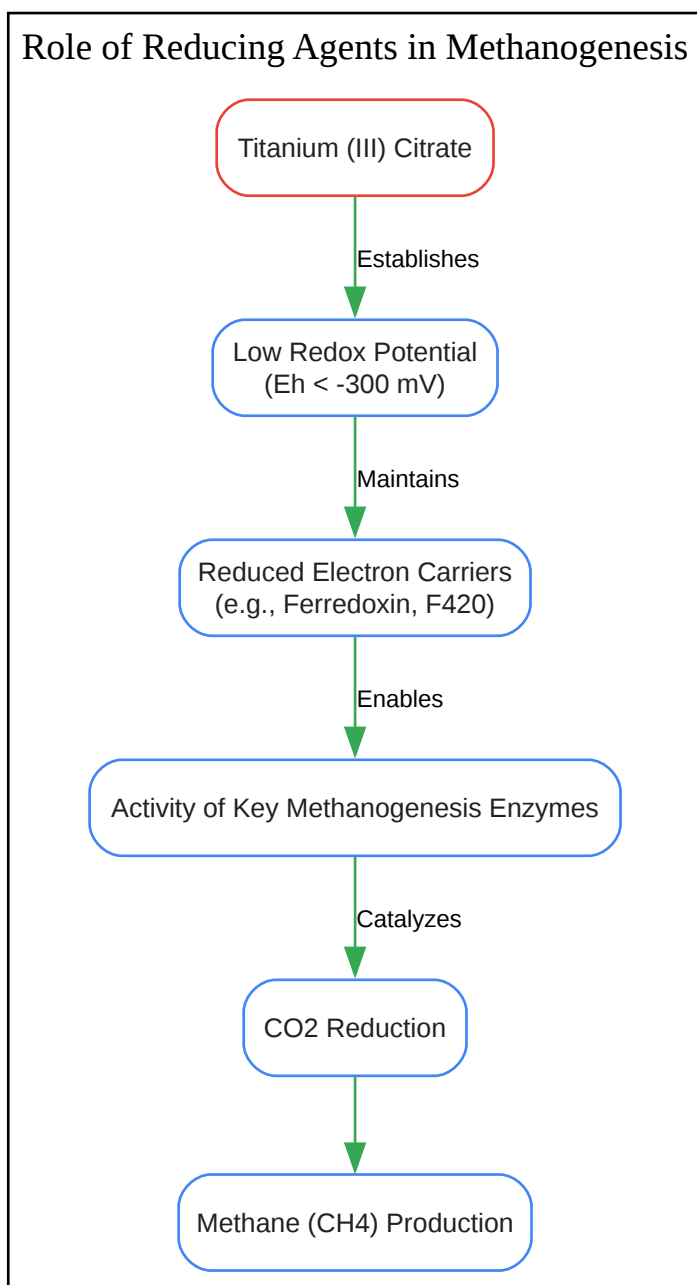 Role of Reducing Agents in Methanogenesis
Titanium (III) Citrate
Establishes
Low Redox Potential
(Eh < -300 mV)
Maintains
Reduced Electron Carriers
(e.g., Ferredoxin, F420)
Enables
Activity of Key Methanogenesis Enzymes
Catalyzes
CO2 Reduction
Methane (CH4) Production